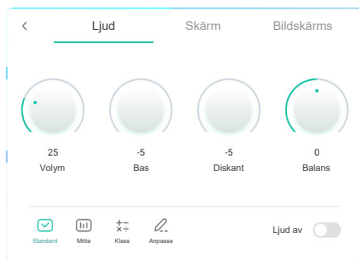 Ljud Skärm Bildskärms
25 -5 -5 0
Volym Bas Diskant Balans
Standard Möte Klass Anpassa Ljud av